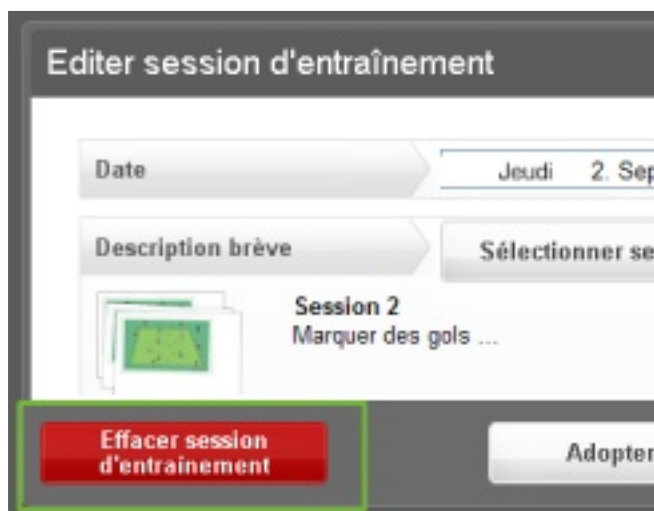 Editer session d'entraînement
Date
Jeudi 2. Sep
Description brève
Sélectionner se
Session 2
Marquer des gols ...
Effacer session
d'entrainement
Adopter